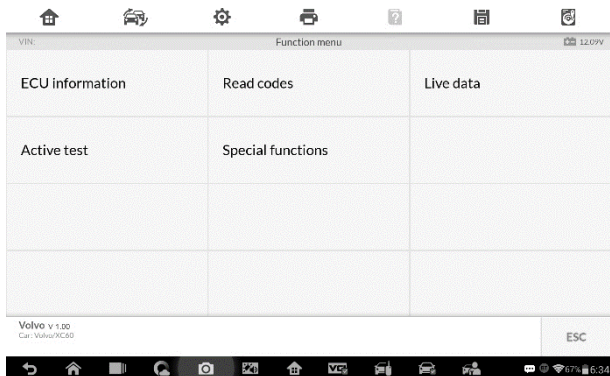 VIN: Function menu 12.09V
ECU information Read codes Live data
Active test Special functions
Volvo V 1.00
Car: Volvo/XC60
ESC
VCI
67% 6:34